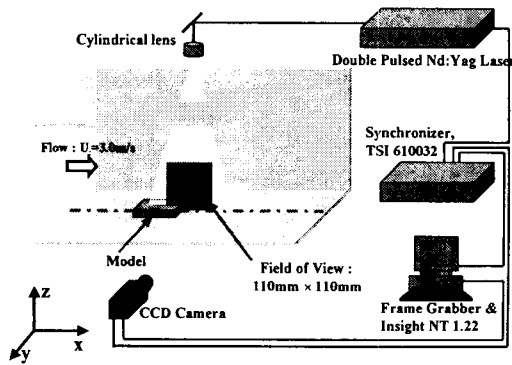 Cylindrical lens
Double Pulsed Nd:Yag Laser
Flow : U=3.0m/s
Synchronizer,
TSI 610032
Model
Field of View :
110mm × 110mm
CCD Camera
Frame Grabber &
Insight NT 1.22
z
x
y